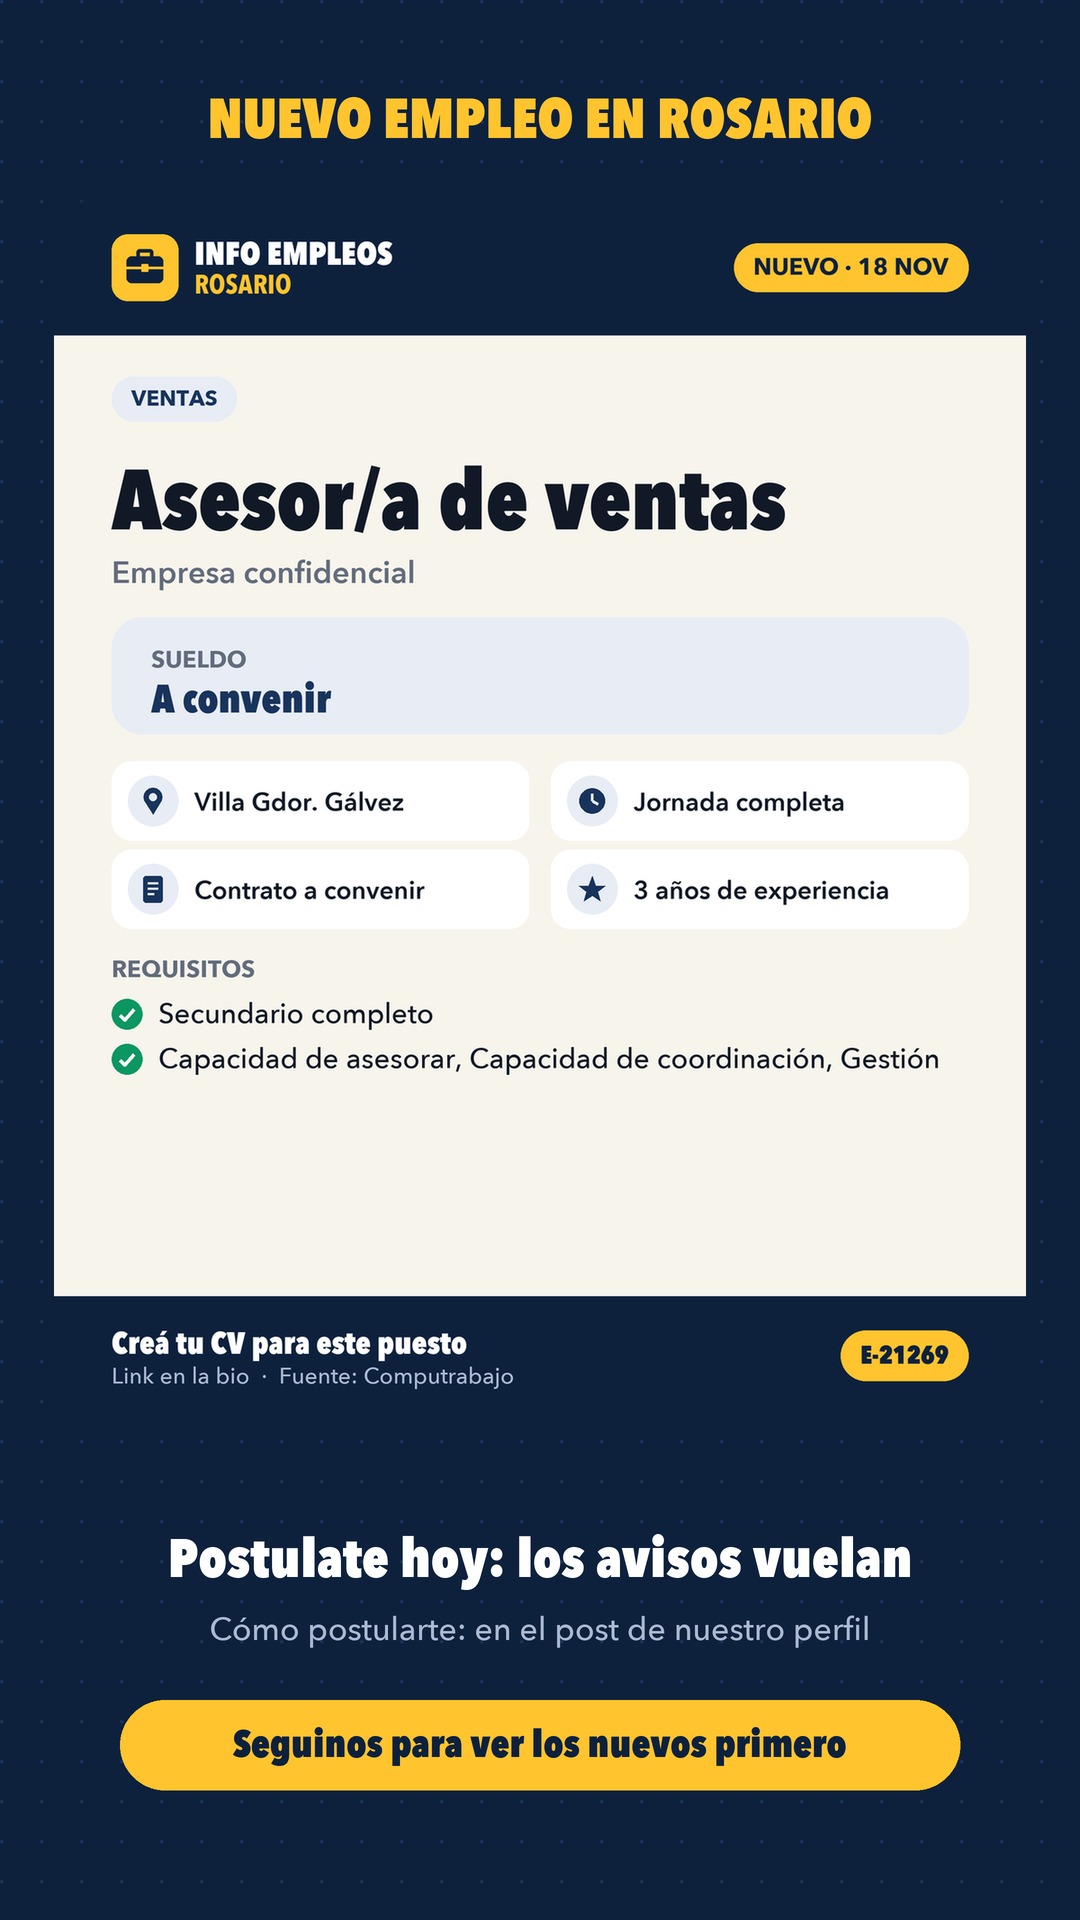 NUEVO EMPLEO EN ROSARIO
INFO EMPLEOS
ROSARIO
NUEVO · 18 NOV
VENTAS
Asesor/a de ventas
Empresa confidencial
SUELDO
A convenir
Villa Gdor. Gálvez
Jornada completa
Contrato a convenir
3 años de experiencia
REQUISITOS
Secundario completo
Capacidad de asesorar, Capacidad de coordinación, Gestión
Creá tu CV para este puesto
Link en la bio · Fuente: Computrabajo
E-21269
Postulate hoy: los avisos vuelan
Cómo postularte: en el post de nuestro perfil
Seguinos para ver los nuevos primero